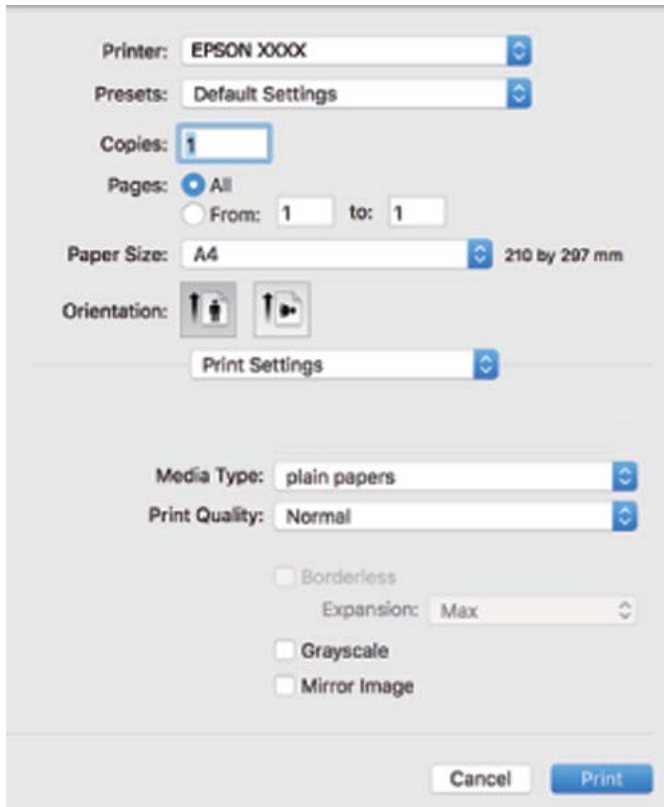 Printer: EPSON XXXX
Presets: Default Settings
Copies: 1
Pages: All
From: 1 to: 1
Paper Size: A4 210 by 297 mm
Orientation:
Print Settings
Media Type: plain papers
Print Quality: Normal
Borderless
Expansion: Max
Grayscale
Mirror Image
Cancel Print